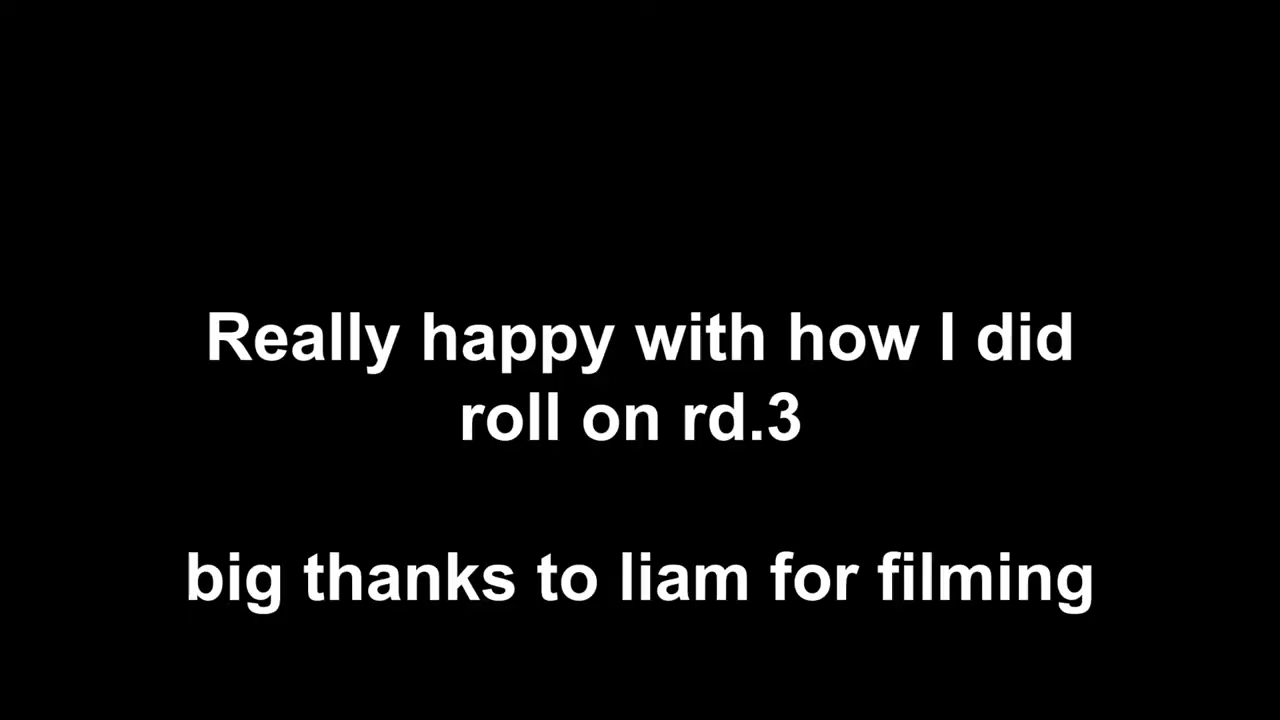 Really happy with how I did
roll on rd.3
big thanks to liam for filming